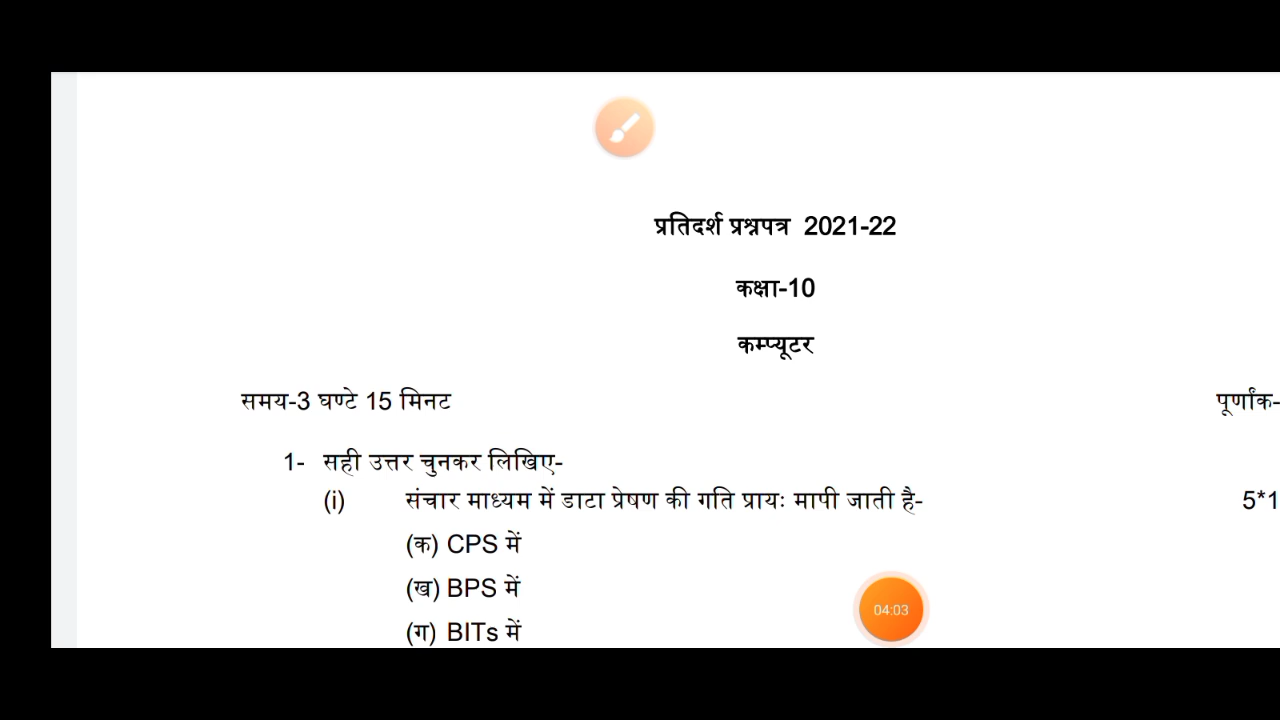 प्रतिदर्श प्रश्नपत्र 2021-22
कक्षा-10
कम्प्यूटर
समय-3 घण्टे 15 मिनट पूर्णांक-
1- सही उत्तर चुनकर लिखिए-
(i) संचार माध्यम में डाटा प्रेषण की गति प्रायः मापी जाती है- 5*1
(क) CPS में
(ख) BPS में
04:03
(ग) BITs में